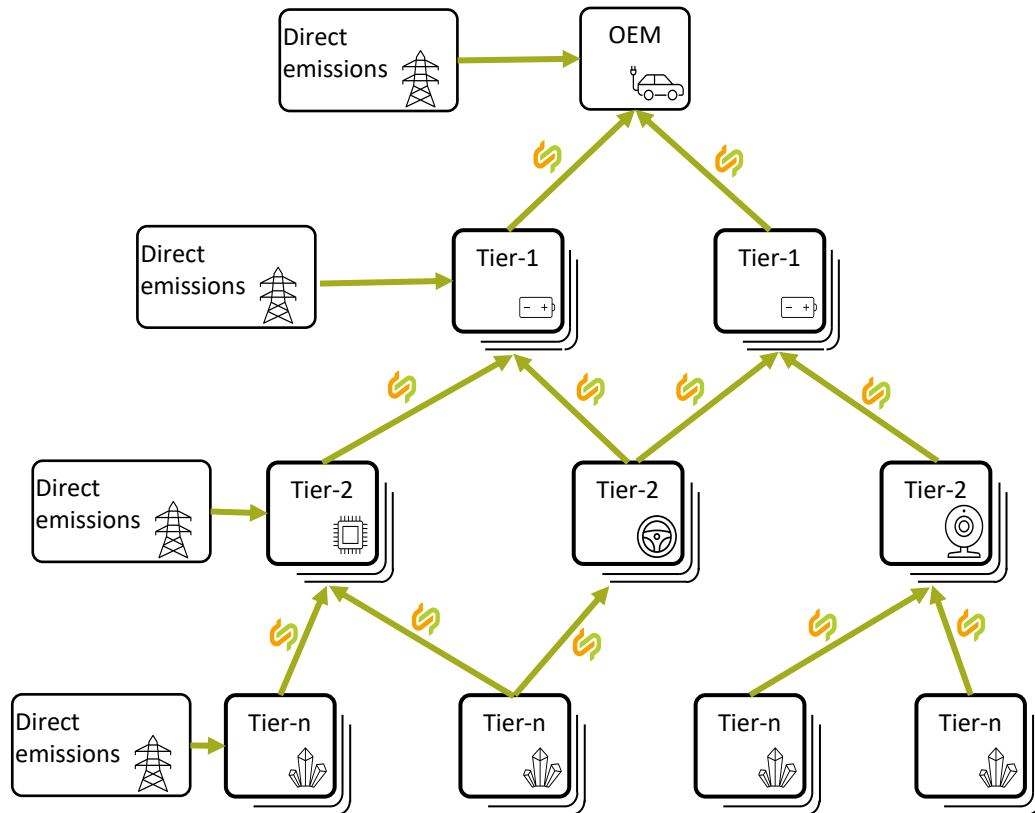 Direct
emissions
OEM
Direct
emissions
Tier-1
Tier-1
Direct
emissions
Tier-2
Tier-2
Tier-2
Direct
emissions
Tier-n
Tier-n
Tier-n
Tier-n